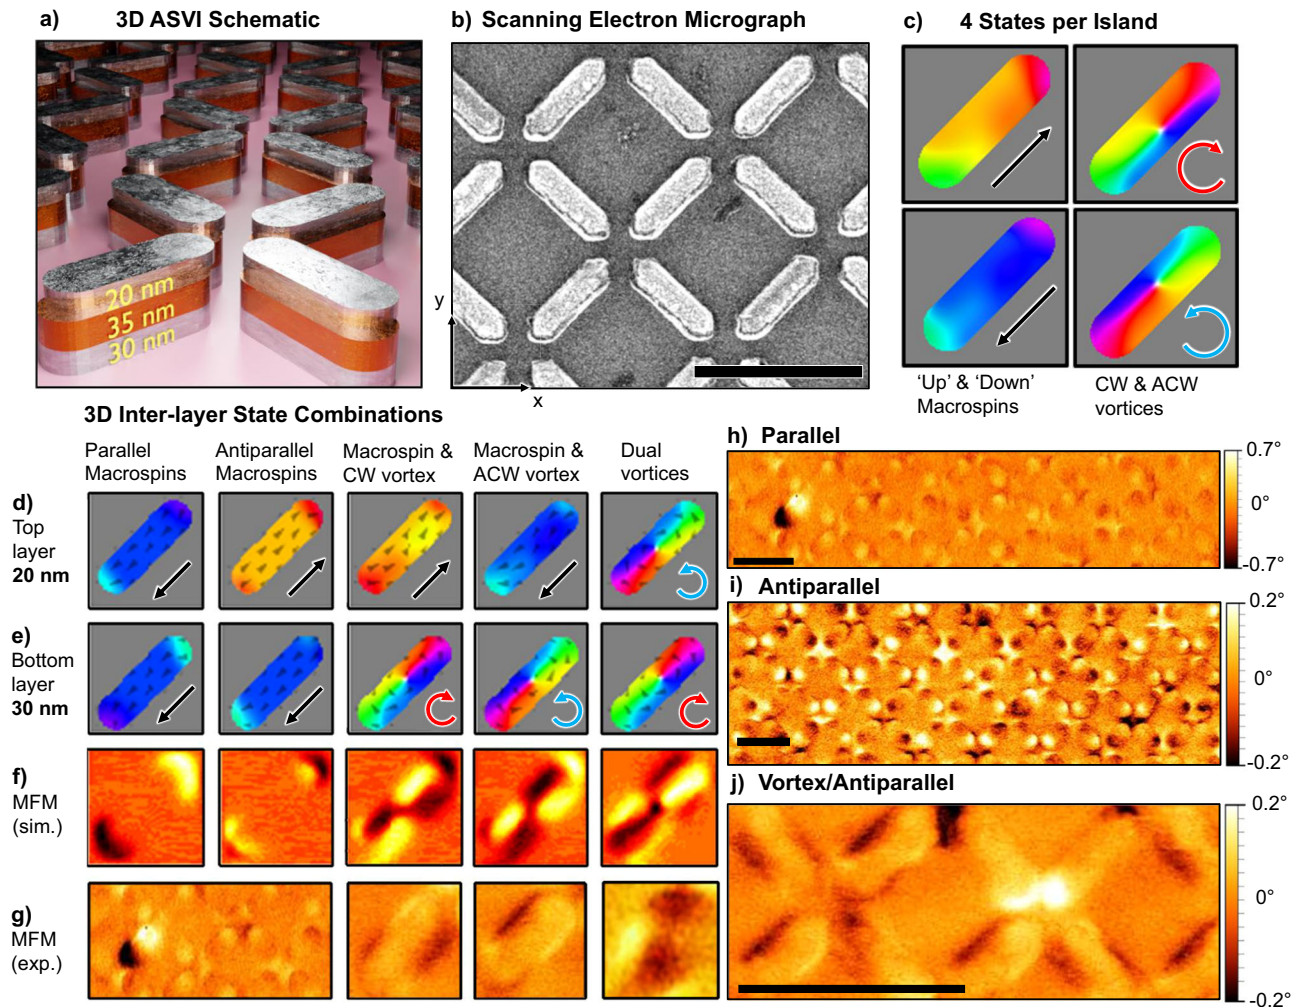 a) 3D ASVI Schematic
20 nm
35 nm
30 nm
b) Scanning Electron Micrograph
y
x
c) 4 States per Island
‘Up’ & ‘Down’
Macrospins
CW & ACW
vortices
3D Inter-layer State Combinations
Parallel
Macrospins
Antiparallel
Macrospins
Macrospin &
CW vortex
Macrospin &
ACW vortex
Dual
vortices
d)
Top
layer
20 nm
e)
Bottom
layer
30 nm
f)
MFM
(sim.)
g)
MFM
(exp.)
h) Parallel
0.7°
0°
-0.7°
i) Antiparallel
0.2°
0°
-0.2°
j) Vortex/Antiparallel
0.2°
0°
-0.2°